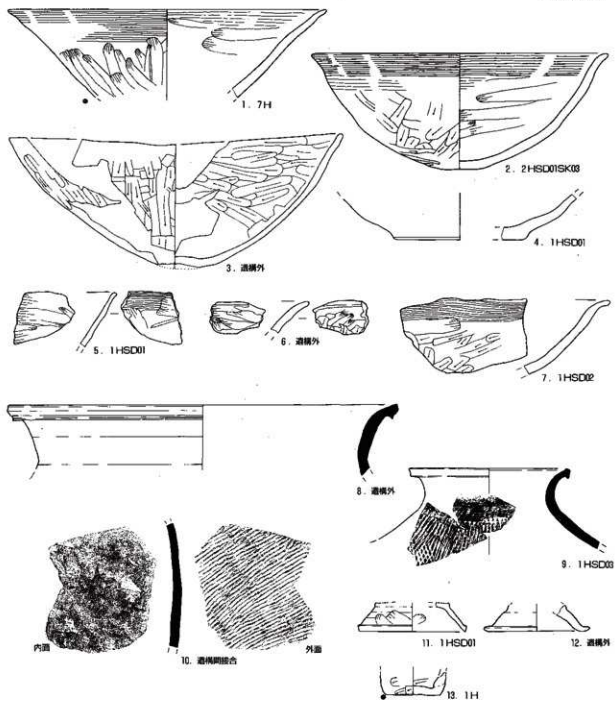 1. 7H
2. 2HSD01SK03
3. 遺構外
4. 1HSD01
5. 1HSD01
6. 遺構外
7. 1HSD02
8. 遺構外
9. 1HSD03
内面
10. 遺構間接合
外面
11. 1HSD01
12. 遺構外
13. 1H